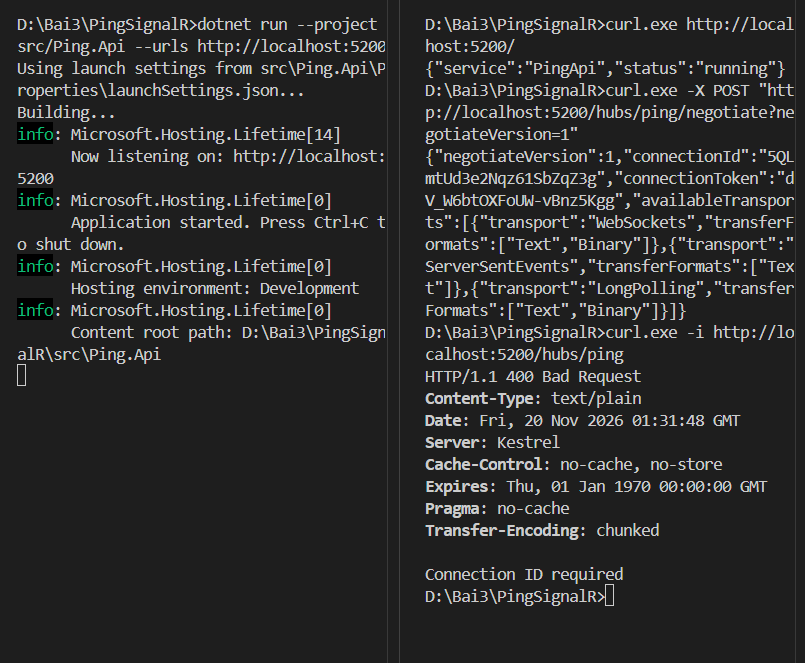 D:\Bai3\PingSignalR>dotnet run --project
src/Ping.Api --urls http://localhost:5200
Using launch settings from src\Ping.Api\P
roperties\launchSettings.json...
Building...
info: Microsoft.Hosting.Lifetime[14]
      Now listening on: http://localhost:
5200
info: Microsoft.Hosting.Lifetime[0]
      Application started. Press Ctrl+C t
o shut down.
info: Microsoft.Hosting.Lifetime[0]
      Hosting environment: Development
info: Microsoft.Hosting.Lifetime[0]
      Content root path: D:\Bai3\PingSign
alR\src\Ping.Api
D:\Bai3\PingSignalR>curl.exe http://local
host:5200/
{"service":"PingApi","status":"running"}
D:\Bai3\PingSignalR>curl.exe -X POST "htt
p://localhost:5200/hubs/ping/negotiate?ne
gotiateVersion=1"
{"negotiateVersion":1,"connectionId":"5QL
mtUd3e2Nqz61SbZqZ3g","connectionToken":"d
V_W6btOXFoUW-vBnz5Kgg","availableTranspor
ts":[{"transport":"WebSockets","transferF
ormats":["Text","Binary"]},{"transport":"
ServerSentEvents","transferFormats":["Tex
t"]},{"transport":"LongPolling","transfer
Formats":["Text","Binary"]}]}
D:\Bai3\PingSignalR>curl.exe -i http://lo
calhost:5200/hubs/ping
HTTP/1.1 400 Bad Request
Content-Type: text/plain
Date: Fri, 20 Nov 2026 01:31:48 GMT
Server: Kestrel
Cache-Control: no-cache, no-store
Expires: Thu, 01 Jan 1970 00:00:00 GMT
Pragma: no-cache
Transfer-Encoding: chunked

Connection ID required
D:\Bai3\PingSignalR>